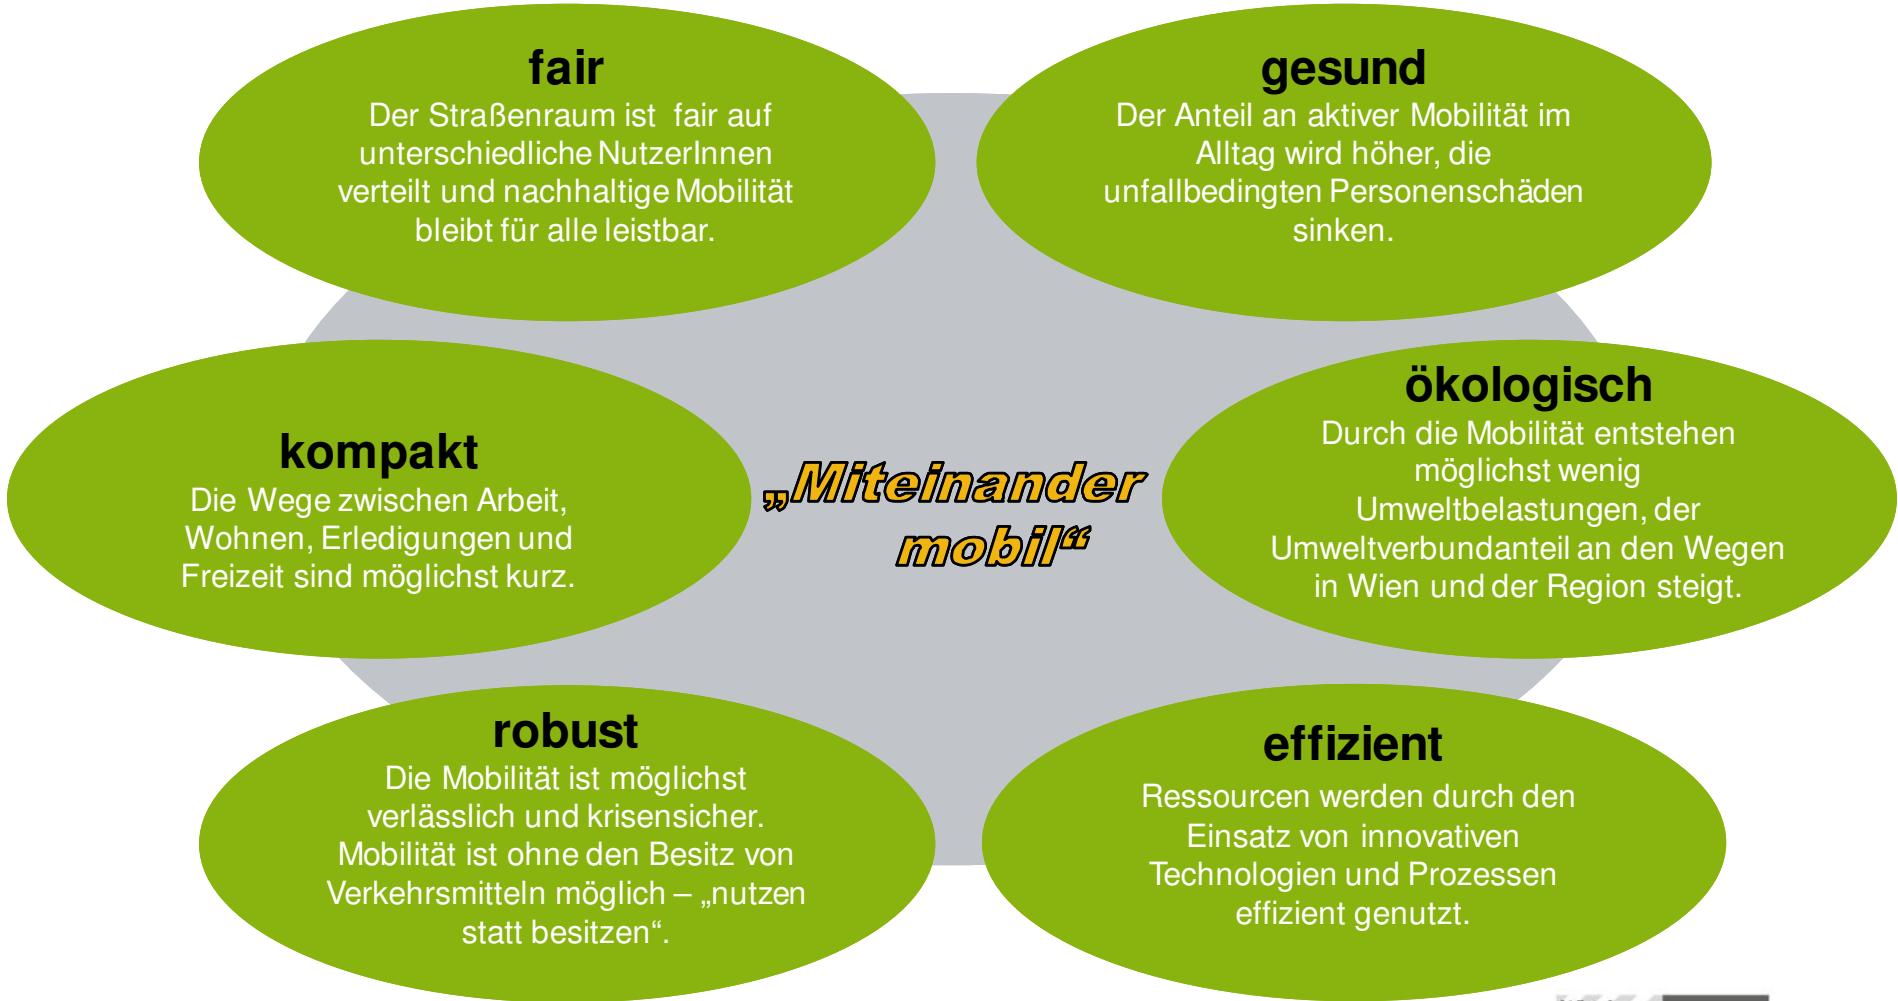 fair
Der Straßenraum ist fair auf
unterschiedliche NutzerInnen
verteilt und nachhaltige Mobilität
bleibt für alle leistbar.
gesund
Der Anteil an aktiver Mobilität im
Alltag wird höher, die
unfallbedingten Personenschäden
sinken.
kompakt
Die Wege zwischen Arbeit,
Wohnen, Erledigungen und
Freizeit sind möglichst kurz.
„Miteinander
mobil“
ökologisch
Durch die Mobilität entstehen
möglichst wenig
Umweltbelastungen, der
Umweltverbundanteil an den Wegen
in Wien und der Region steigt.
robust
Die Mobilität ist möglichst
verlässlich und krisensicher.
Mobilität ist ohne den Besitz von
Verkehrsmitteln möglich – „nutzen
statt besitzen“.
effizient
Ressourcen werden durch den
Einsatz von innovativen
Technologien und Prozessen
effizient genutzt.